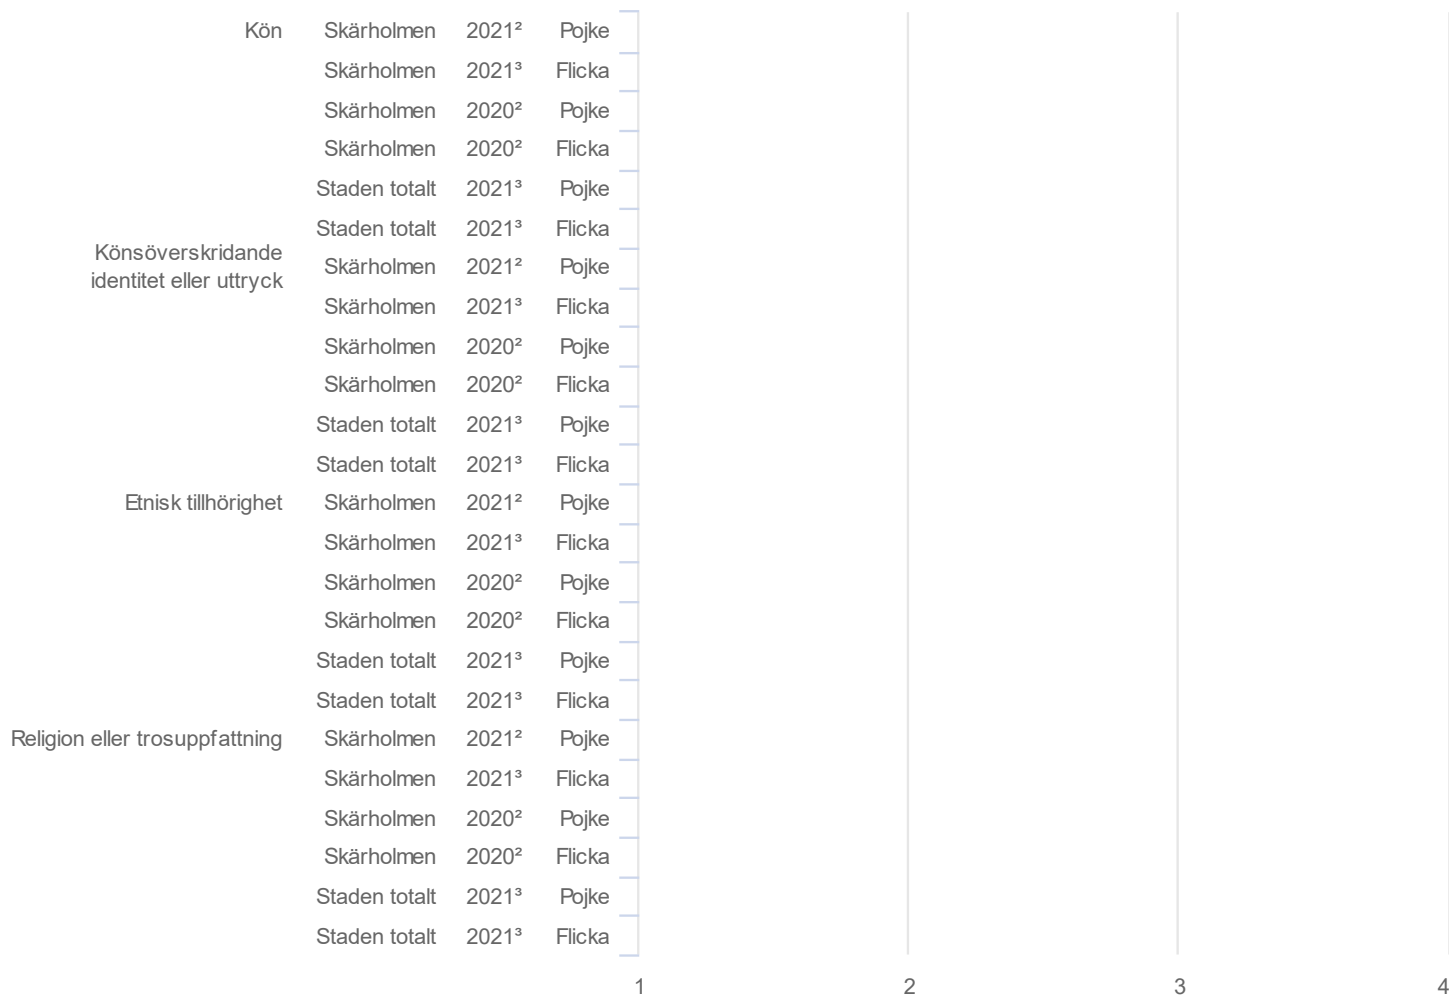 Kön Skärholmen 2021² Pojke
Skärholmen 2021³ Flicka
Skärholmen 2020² Pojke
Skärholmen 2020² Flicka
Staden totalt 2021³ Pojke
Staden totalt 2021³ Flicka
Könsöverskridande
identitet eller uttryck
Skärholmen 2021² Pojke
Skärholmen 2021³ Flicka
Skärholmen 2020² Pojke
Skärholmen 2020² Flicka
Staden totalt 2021³ Pojke
Staden totalt 2021³ Flicka
Etnisk tillhörighet Skärholmen 2021² Pojke
Skärholmen 2021³ Flicka
Skärholmen 2020² Pojke
Skärholmen 2020² Flicka
Staden totalt 2021³ Pojke
Staden totalt 2021³ Flicka
Religion eller trosuppfattning Skärholmen 2021² Pojke
Skärholmen 2021³ Flicka
Skärholmen 2020² Pojke
Skärholmen 2020² Flicka
Staden totalt 2021³ Pojke
Staden totalt 2021³ Flicka
1 2 3 4